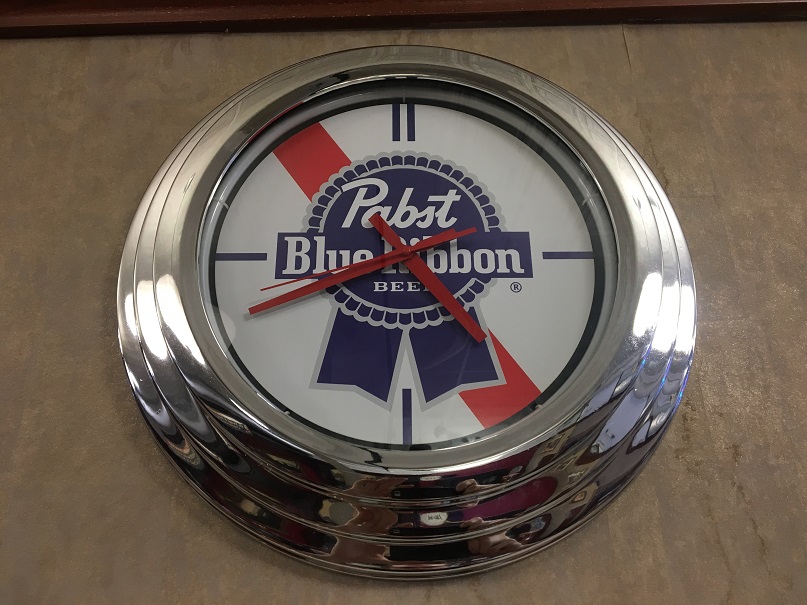 Pabst
Blue Ribbon
BEER
®